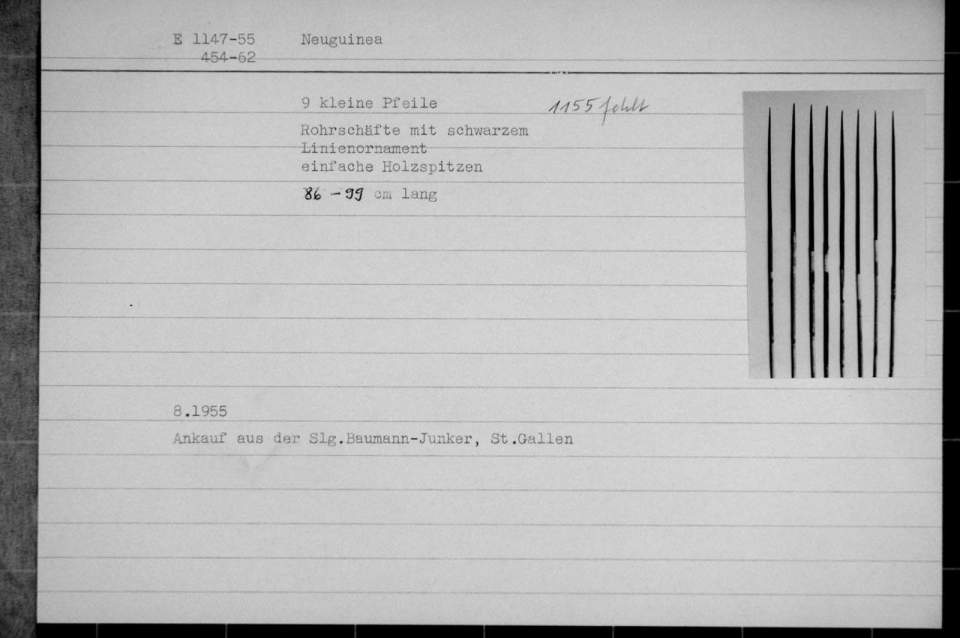 E 1147-55 Neuguinea
454-62
9 kleine Pfeile 1155 fehlt
Rohrschäfte mit schwarzem
Linienornament
einfache Holzspitzen
86 - 99 cm lang
8.1955
Ankauf aus der Slg.Baumann-Junker, St.Gallen